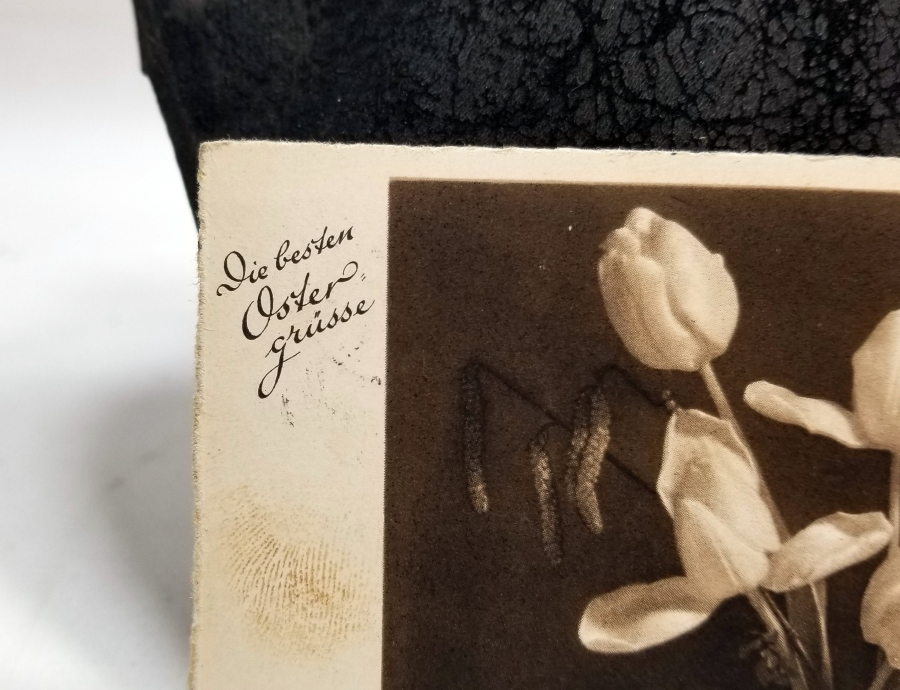 Die besten
Oster-
grüsse